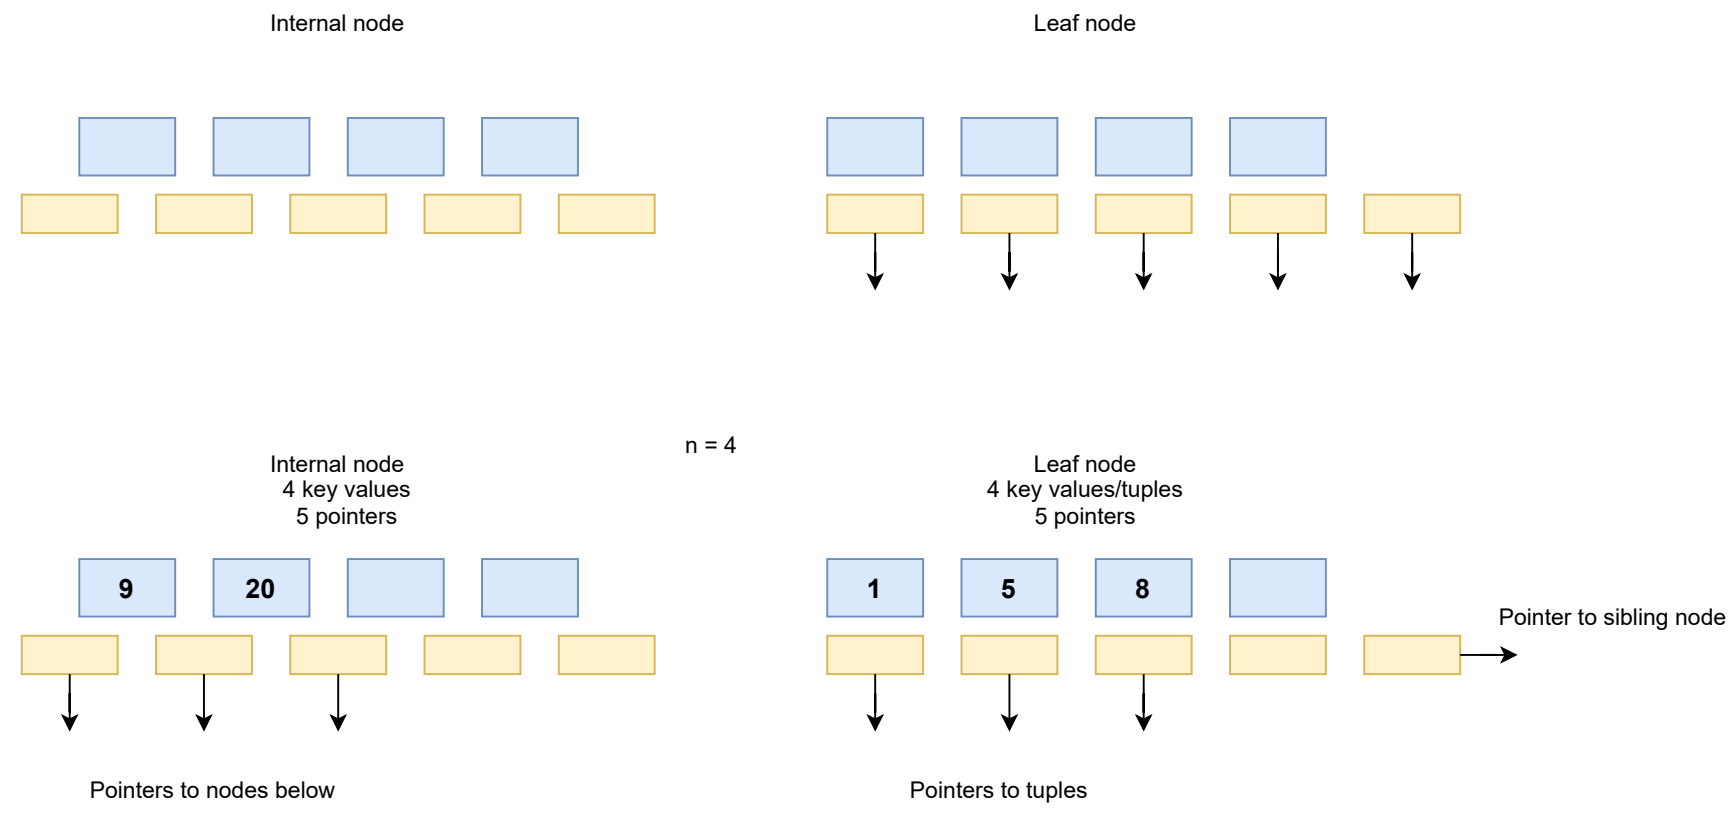 Internal node
Leaf node
n = 4
Internal node
4 key values
5 pointers
Leaf node
4 key values/tuples
5 pointers
9 20
1 5 8
Pointer to sibling node
Pointers to nodes below
Pointers to tuples